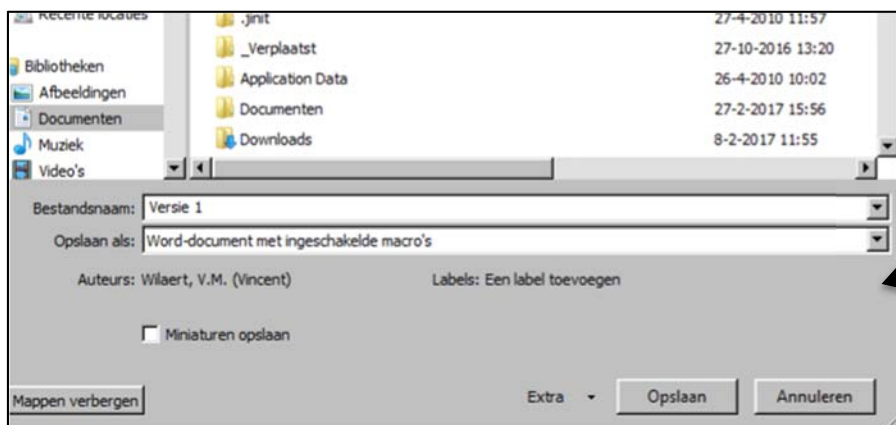 Recente locaties
Bibliotheken
Afbeeldingen
Documenten
Muziek
Video's
.jinit 27-4-2010 11:57
_Verplaatst 27-10-2016 13:20
Application Data 26-4-2010 10:02
Documenten 27-2-2017 15:56
Downloads 8-2-2017 11:55
Bestandsnaam: Versie 1
Opslaan als: Word-document met ingeschakelde macro's
Auteurs: Wilaert, V.M. (Vincent) Labels: Een label toevoegen
Miniaturen opslaan
Mappen verbergen Extra Opslaan Annuleren